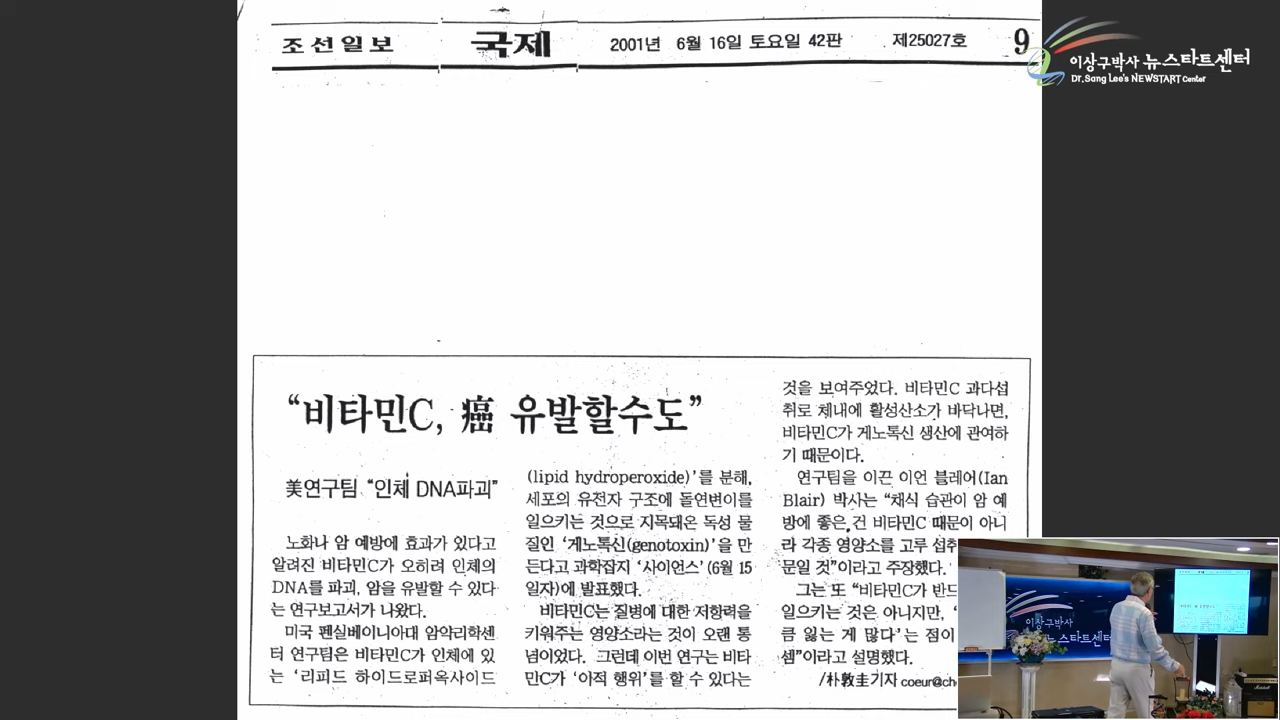 조선일보 국제 2001년 6월 16일 토요일 42판 제25027호 9
이상구박사 뉴스타트센터
Dr. Sang Lee's NEWSTART Center
“비타민C, 癌 유발할수도”
美연구팀 “인체 DNA파괴”
노화나 암 예방에 효과가 있다고
알려진 비타민C가 오히려 인체의
DNA를 파괴, 암을 유발할 수 있다
는 연구보고서가 나왔다.
미국 펜실베이니아대 암약리학센
터 연구팀은 비타민C가 인체에 있
는 ‘리피드 하이드로퍼옥사이드
(lipid hydroperoxide)’를 분해,
세포의 유전자 구조에 돌연변이를
일으키는 것으로 지목돼온 독성 물
질인 ‘게노톡신(genotoxin)’을 만
든다고 과학잡지 ‘사이언스’(6월 15
일자)에 발표했다.
비타민C는 질병에 대한 저항력을
키워주는 영양소라는 것이 오랜 통
념이었다. 그런데 이번 연구는 비타
민C가 ‘이적 행위’를 할 수 있다는
것을 보여주었다. 비타민C 과다섭
취로 체내에 활성산소가 바닥나면,
비타민C가 게노톡신 생산에 관여하
기 때문이다.
연구팀을 이끈 이언 블레어(Ian
Blair) 박사는 “채식 습관이 암 예
방에 좋은 건 비타민C 때문이 아니
라 각종 영양소를 고루 섭취
문일 것”이라고 주장했다.
그는 또 “비타민C가 반드
일으키는 것은 아니지만, ‘
큼 잃는 게 많다’는 점이
셈”이라고 설명했다.
/朴敦圭기자 coeur@ch
이상구박사
뉴스타트센터
Marshall